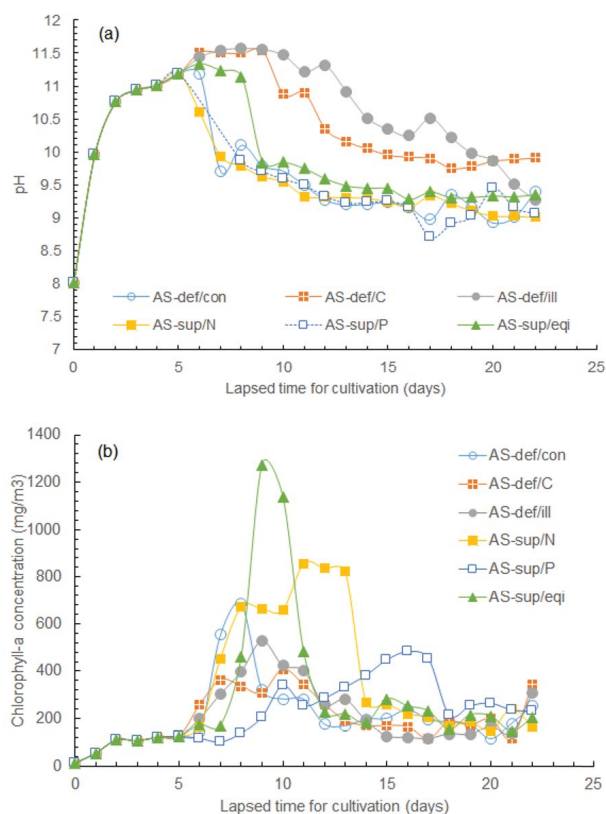 (a)
12
11.5
11
10.5
10
9.5
9
8.5
8
7.5
7
pH
AS-def/con AS-def/C AS-def/ill
AS-sup/N AS-sup/P AS-sup/eqi
0 5 10 15 20 25
Lapsed time for cultivation (days)
(b)
1400
1200
1000
800
600
400
200
0
Chlorophyll-a concentration (mg/m3)
AS-def/con
AS-def/C
AS-def/ill
AS-sup/N
AS-sup/P
AS-sup/eqi
0 5 10 15 20 25
Lapsed time for cultivation (days)